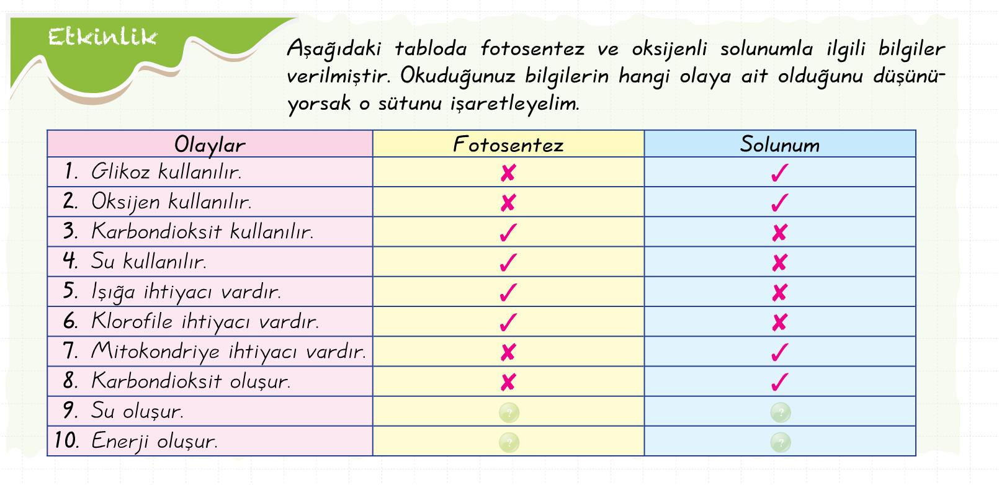 Etkinlik
Aşağıdaki tabloda fotosentez ve oksijenli solunumla ilgili bilgiler
verilmiştir. Okuduğunuz bilgilerin hangi olaya ait olduğunu düşünü-
yorsak o sütunu işaretleyelim.
Olaylar Fotosentez Solunum
1. Glikoz kullanılır. ✘ ✓
2. Oksijen kullanılır. ✘ ✓
3. Karbondioksit kullanılır. ✓ ✘
4. Su kullanılır. ✓ ✘
5. Işığa ihtiyacı vardır. ✓ ✘
6. Klorofile ihtiyacı vardır. ✓ ✘
7. Mitokondriye ihtiyacı vardır. ✘ ✓
8. Karbondioksit oluşur. ✘ ✓
9. Su oluşur. ? ?
10. Enerji oluşur. ? ?